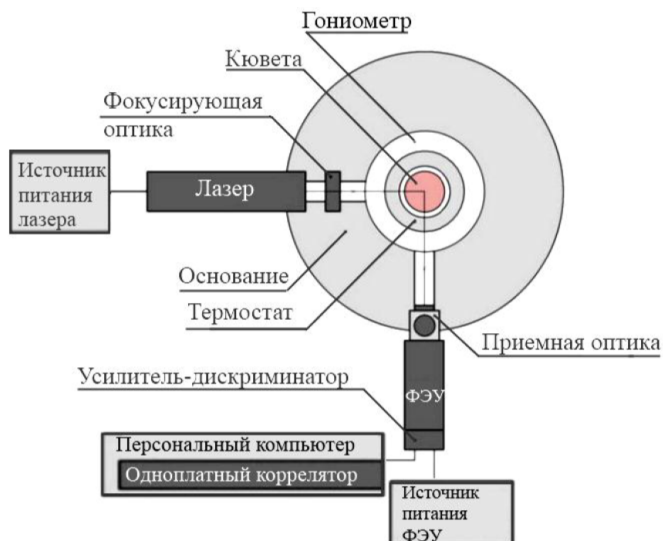 Гониометр
Кювета
Фокусирующая
оптика
Источник
питания
лазера
Лазер
Основание
Термостат
Приемная оптика
Усилитель-дискриминатор
ФЭУ
Персональный компьютер
Одноплатный коррелятор
Источник
питания
ФЭУ